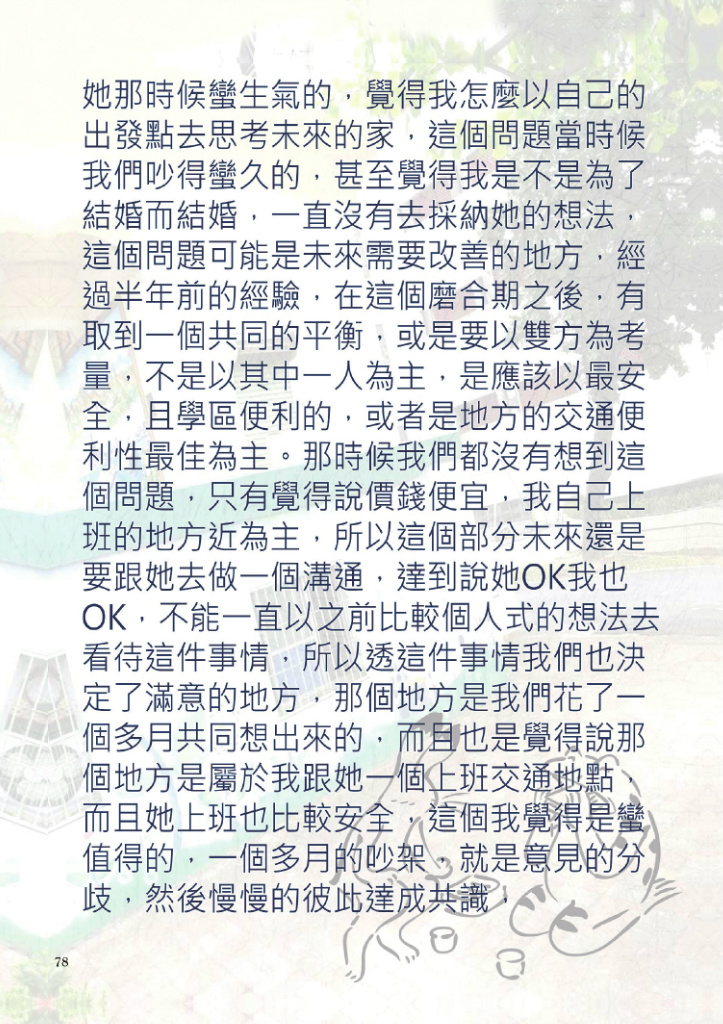 她那時候蠻生氣的，覺得我怎麼以自己的
出發點去思考未來的家，這個問題當時候
我們吵得蠻久的，甚至覺得我是不是為了
結婚而結婚，一直沒有去採納她的想法，
這個問題可能是未來需要改善的地方，經
過半年前的經驗，在這個磨合期之後，有
取到一個共同的平衡，或是要以雙方為考
量，不是以其中一人為主，是應該以最安
全，且學區便利的，或者是地方的交通便
利性最佳為主。那時候我們都沒有想到這
個問題，只有覺得說價錢便宜，我自己上
班的地方近為主，所以這個部分未來還是
要跟她去做一個溝通，達到說她OK我也
OK，不能一直以之前比較個人式的想法去
看待這件事情，所以透這件事情我們也決
定了滿意的地方，那個地方是我們花了一
個多月共同想出來的，而且也是覺得說那
個地方是屬於我跟她一個上班交通地點，
而且她上班也比較安全，這個我覺得是蠻
值得的，一個多月的吵架，就是意見的分
歧，然後慢慢的彼此達成共識，
78